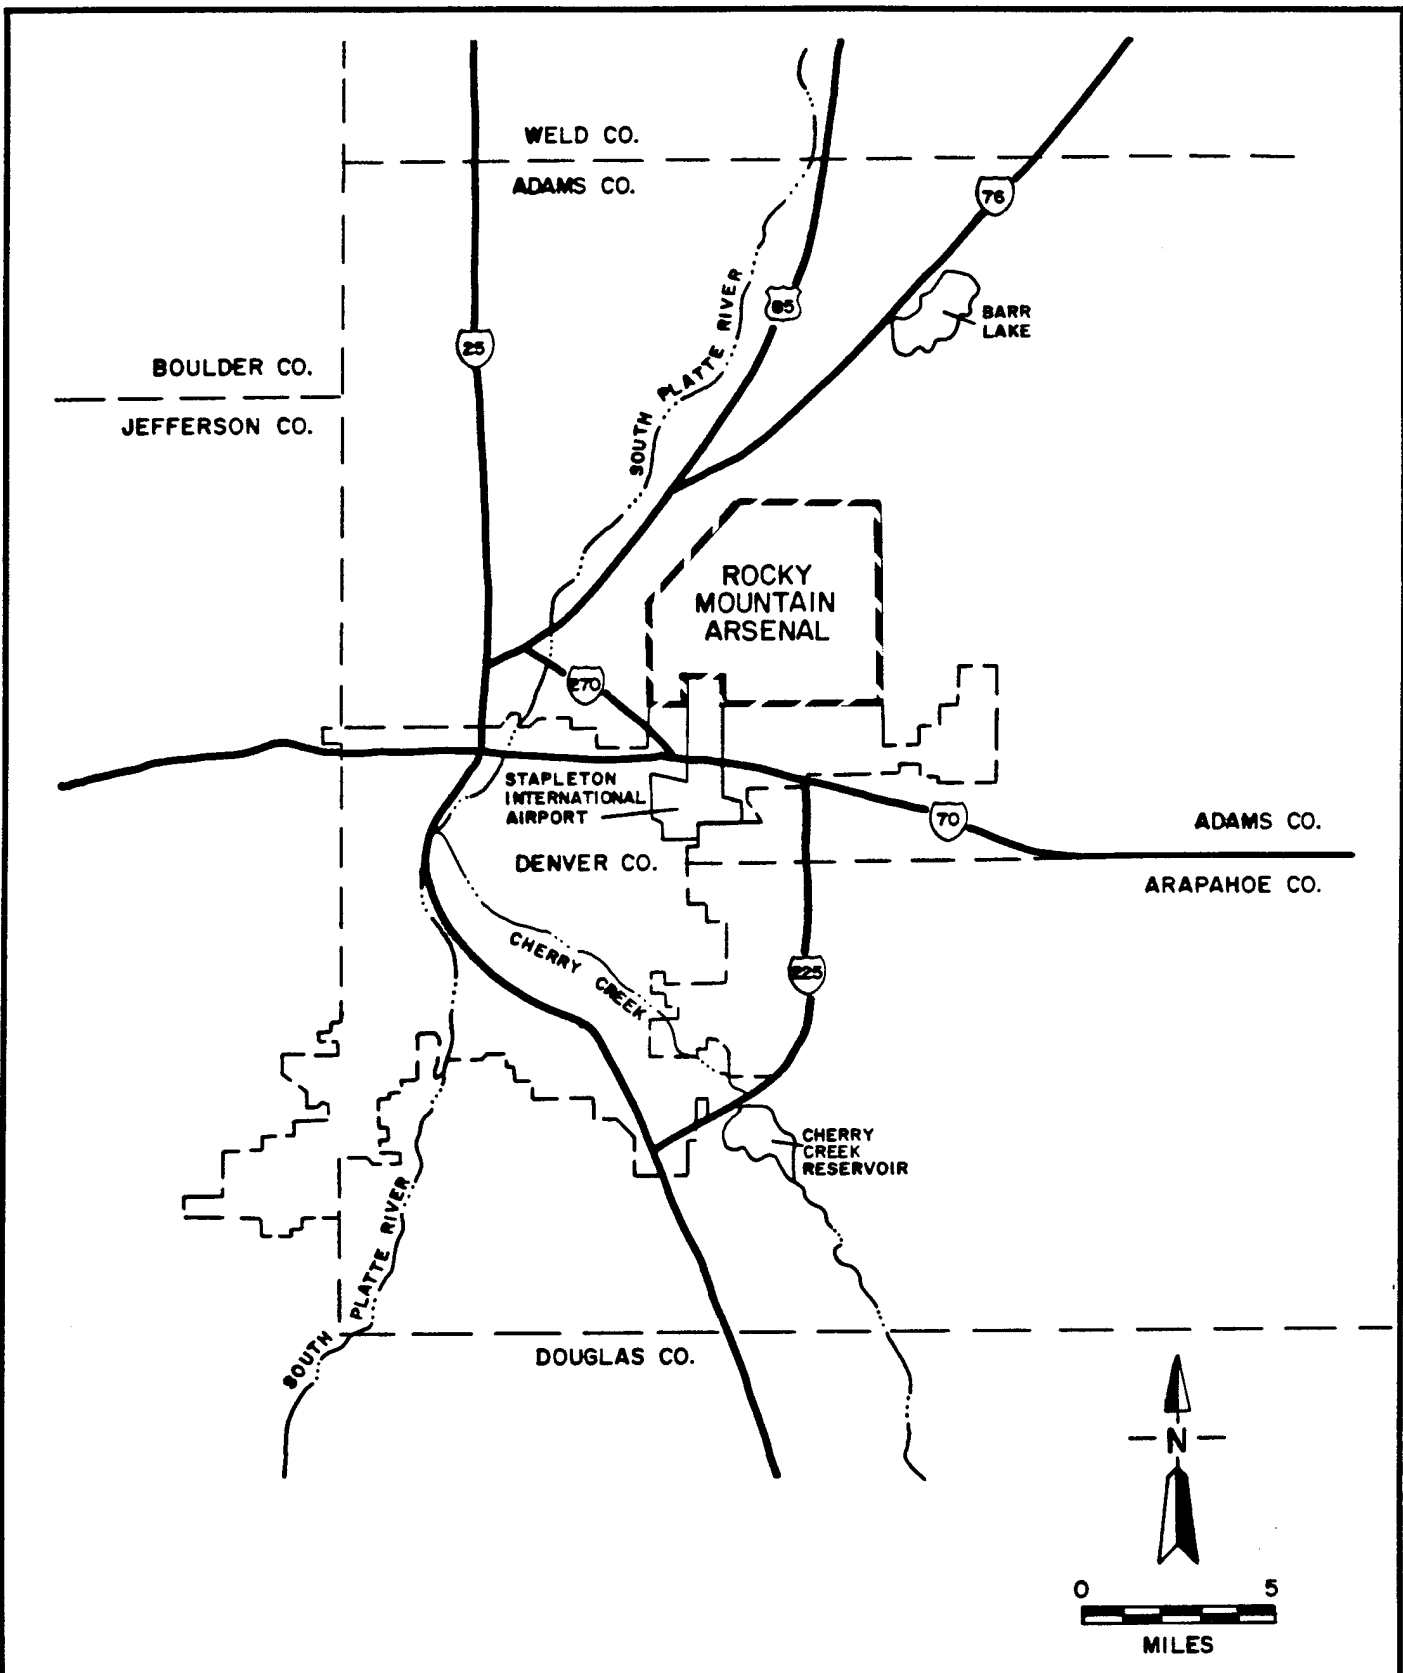 WELD CO.
ADAMS CO.
76
85
SOUTH PLATTE RIVER
BARR
LAKE
25
BOULDER CO.
JEFFERSON CO.
ROCKY
MOUNTAIN
ARSENAL
270
STAPLETON
INTERNATIONAL
AIRPORT
70
ADAMS CO.
DENVER CO.
ARAPAHOE CO.
CHERRY CREEK
225
CHERRY
CREEK
RESERVOIR
SOUTH PLATTE RIVER
DOUGLAS CO.
N
0 5
MILES